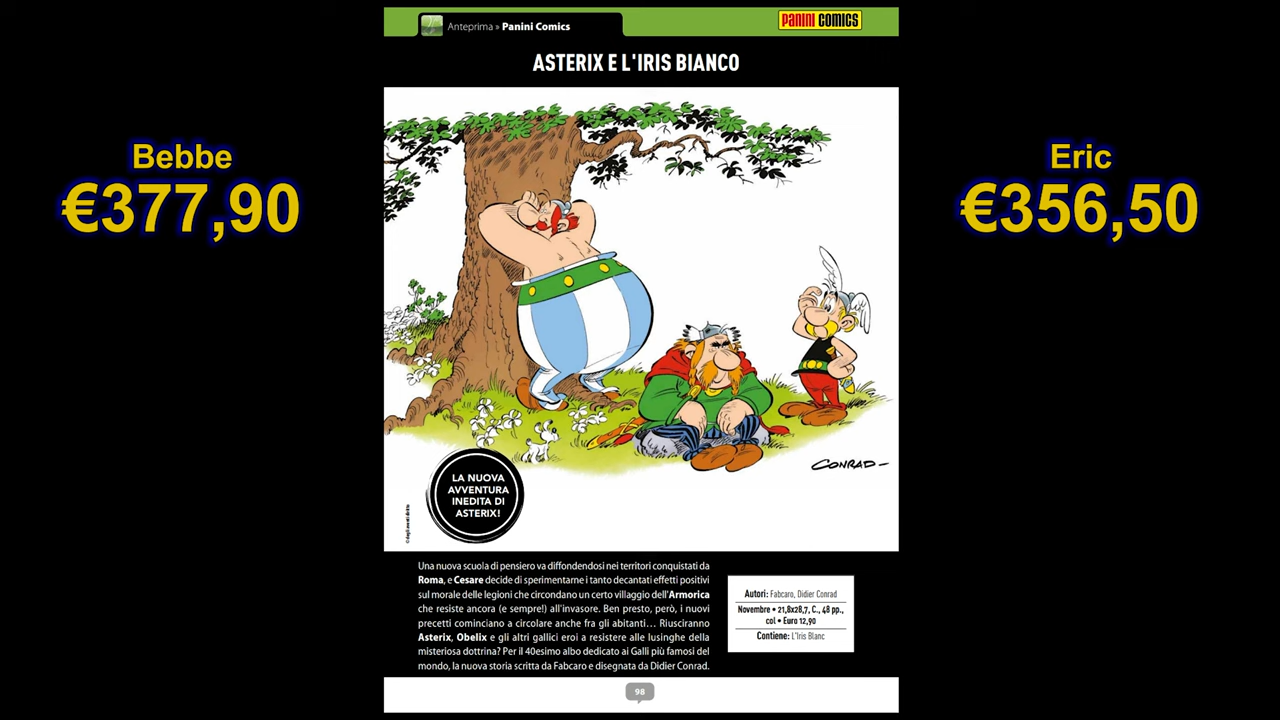 Anteprima » Panini Comics
PANINI COMICS
ASTERIX E L'IRIS BIANCO
Bebbe
€377,90
Eric
€356,50
CONRAD
LA NUOVA
AVVENTURA
INEDITA DI
ASTERIX!
Una nuova scuola di pensiero va diffondendosi nei territori conquistati da
Roma, e Cesare decide di sperimentarne i tanto decantati effetti positivi
sul morale delle legioni che circondano un certo villaggio dell'Armorica
che resiste ancora (e sempre!) all'invasore. Ben presto, però, i nuovi
precetti cominciano a circolare anche fra gli abitanti… Riusciranno
Asterix, Obelix e gli altri gallici eroi a resistere alle lusinghe della
misteriosa dottrina? Per il 40esimo albo dedicato ai Galli più famosi del
mondo, la nuova storia scritta da Fabcaro e disegnata da Didier Conrad.
Autori: Fabcaro, Didier Conrad
Novembre • 21,8x28,7, C., 48 pp.,
col • Euro 12,90
Contiene: L'Iris Blanc
98